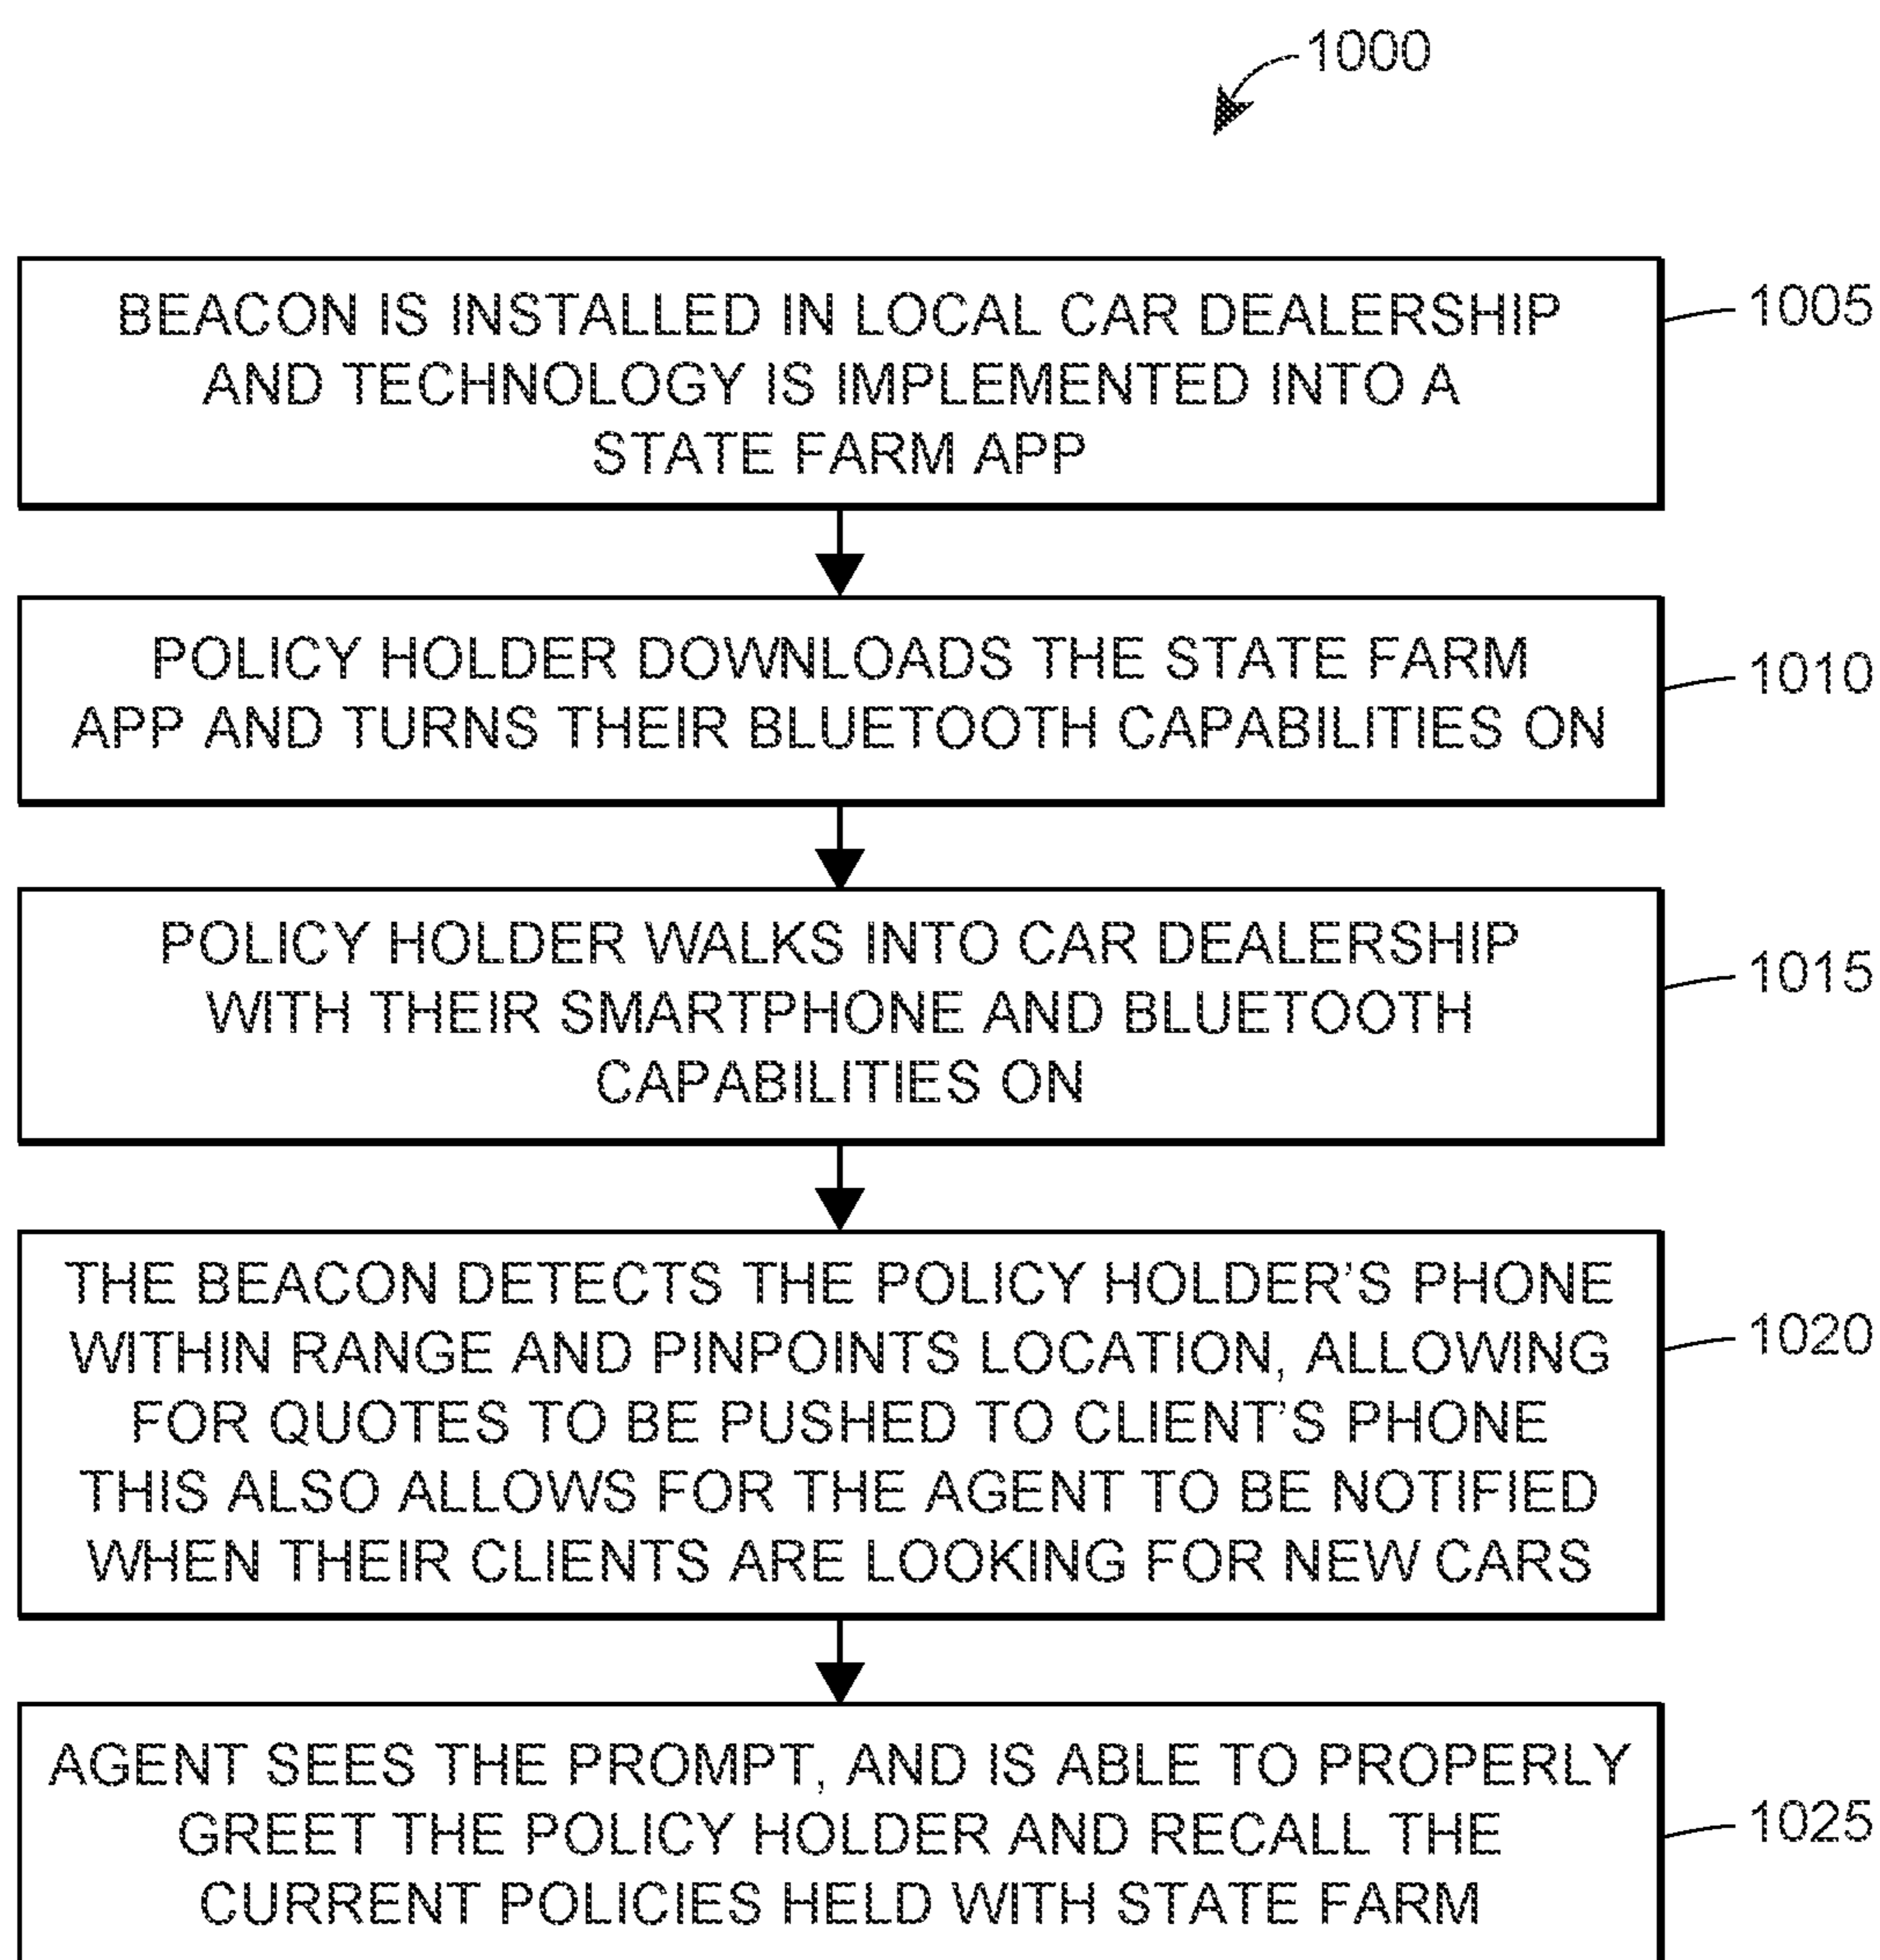 1000
BEACON IS INSTALLED IN LOCAL CAR DEALERSHIP
AND TECHNOLOGY IS IMPLEMENTED INTO A
STATE FARM APP
1005
POLICY HOLDER DOWNLOADS THE STATE FARM
APP AND TURNS THEIR BLUETOOTH CAPABILITIES ON
1010
POLICY HOLDER WALKS INTO CAR DEALERSHIP
WITH THEIR SMARTPHONE AND BLUETOOTH
CAPABILITIES ON
1015
THE BEACON DETECTS THE POLICY HOLDER'S PHONE
WITHIN RANGE AND PINPOINTS LOCATION, ALLOWING
FOR QUOTES TO BE PUSHED TO CLIENT'S PHONE
THIS ALSO ALLOWS FOR THE AGENT TO BE NOTIFIED
WHEN THEIR CLIENTS ARE LOOKING FOR NEW CARS
1020
AGENT SEES THE PROMPT, AND IS ABLE TO PROPERLY
GREET THE POLICY HOLDER AND RECALL THE
CURRENT POLICIES HELD WITH STATE FARM
1025